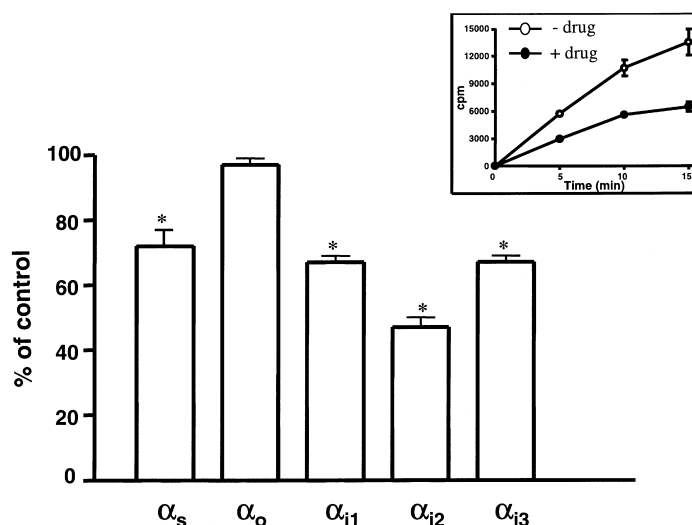 - drug
+ drug
15000
12000
9000
6000
3000
0
cpm
0 5 10 15
Time (min)
100
80
60
40
20
0
% of control
*
*
*
*
αs αo αi1 αi2 αi3